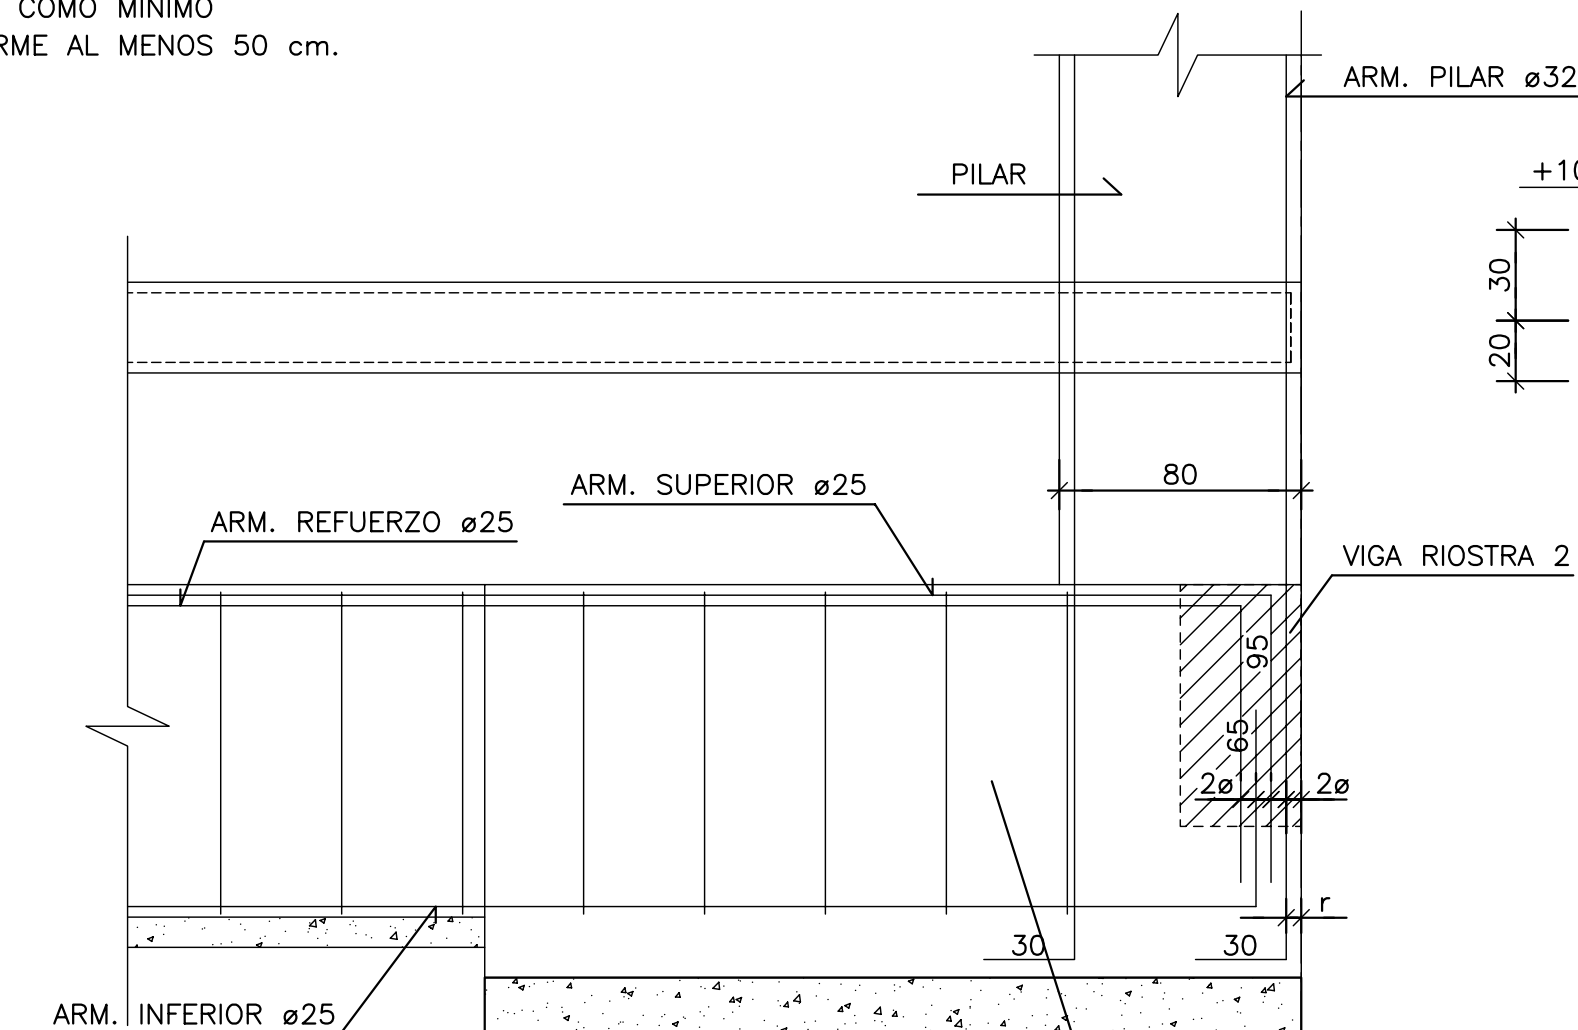 COMO MINIMO
RME AL MENOS 50 cm.
ARM. PILAR ø32
PILAR
+10
30
20
80
ARM. SUPERIOR ø25
ARM. REFUERZO ø25
VIGA RIOSTRA 2
95
65
2ø
2ø
r
30
30
ARM. INFERIOR ø25